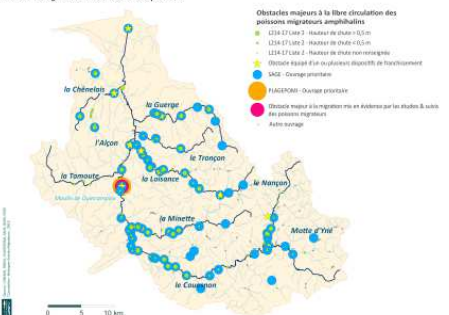 Obstacles majeurs à la libre circulation des
poissons migrateurs amphihalins
L214-17 Liste 2 - Hauteur de chute > 0,5 m
L214-17 Liste 2 - Hauteur de chute < 0,5 m
L214-17 Liste 2 - Hauteur de chute non renseignée
Obstacle équipé d'un ou plusieurs dispositifs de franchissement
SAGE - Ouvrage prioritaire
PLAGEPOMI - Ouvrage prioritaire
Obstacle majeur à la migration mis en évidence par les études & suivis
des poissons migrateurs
Autre ouvrage
la Chênelais
la Guerge
l'Alçon
le Tronçon
la Tamoute
la Loisance
le Nançon
la Minette
Motte d'Yné
le Couesnon
0 5 10 km